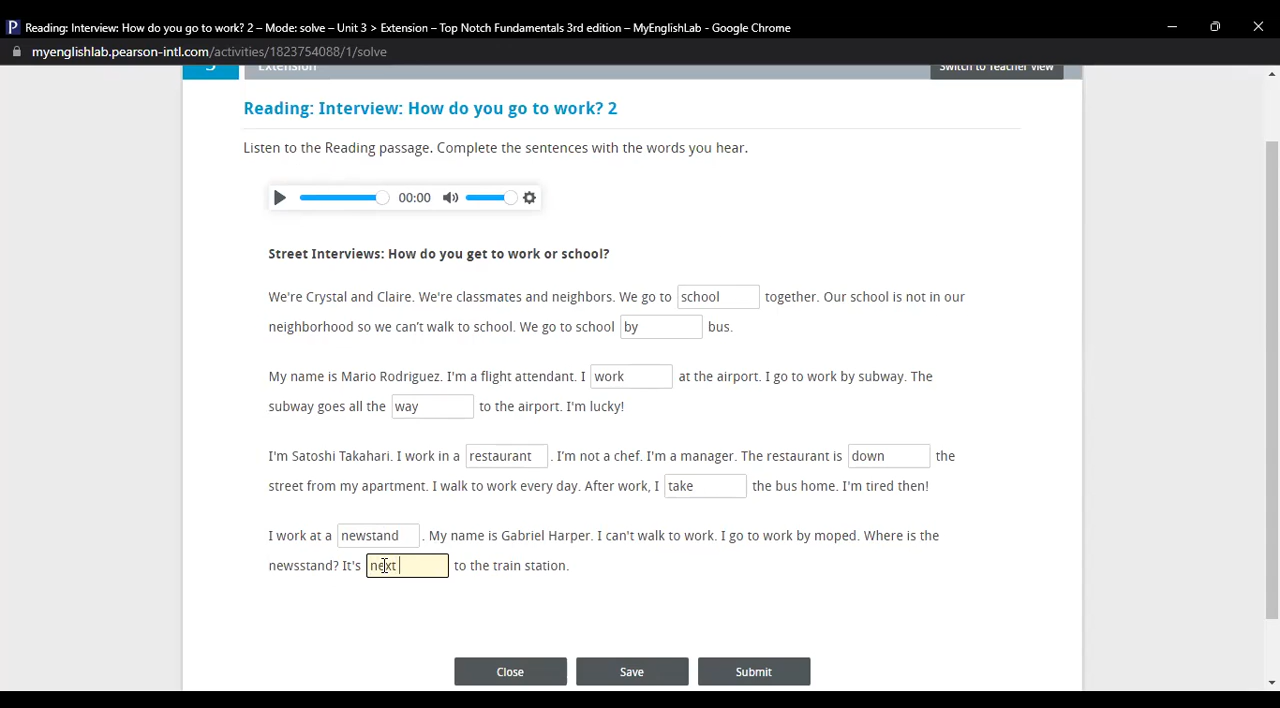 Reading: Interview: How do you go to work? 2 – Mode: solve – Unit 3 > Extension – Top Notch Fundamentals 3rd edition – MyEnglishLab - Google Chrome
myenglishlab.pearson-intl.com/activities/1823754088/1/solve
Extension
Switch to Teacher view
Reading: Interview: How do you go to work? 2
Listen to the Reading passage. Complete the sentences with the words you hear.
00:00
Street Interviews: How do you get to work or school?
We're Crystal and Claire. We're classmates and neighbors. We go to school together. Our school is not in our
neighborhood so we can't walk to school. We go to school by bus.
My name is Mario Rodriguez. I'm a flight attendant. I work at the airport. I go to work by subway. The
subway goes all the way to the airport. I'm lucky!
I'm Satoshi Takahari. I work in a restaurant . I'm not a chef. I'm a manager. The restaurant is down the
street from my apartment. I walk to work every day. After work, I take the bus home. I'm tired then!
I work at a newstand . My name is Gabriel Harper. I can't walk to work. I go to work by moped. Where is the
newsstand? It's next to the train station.
Close Save Submit